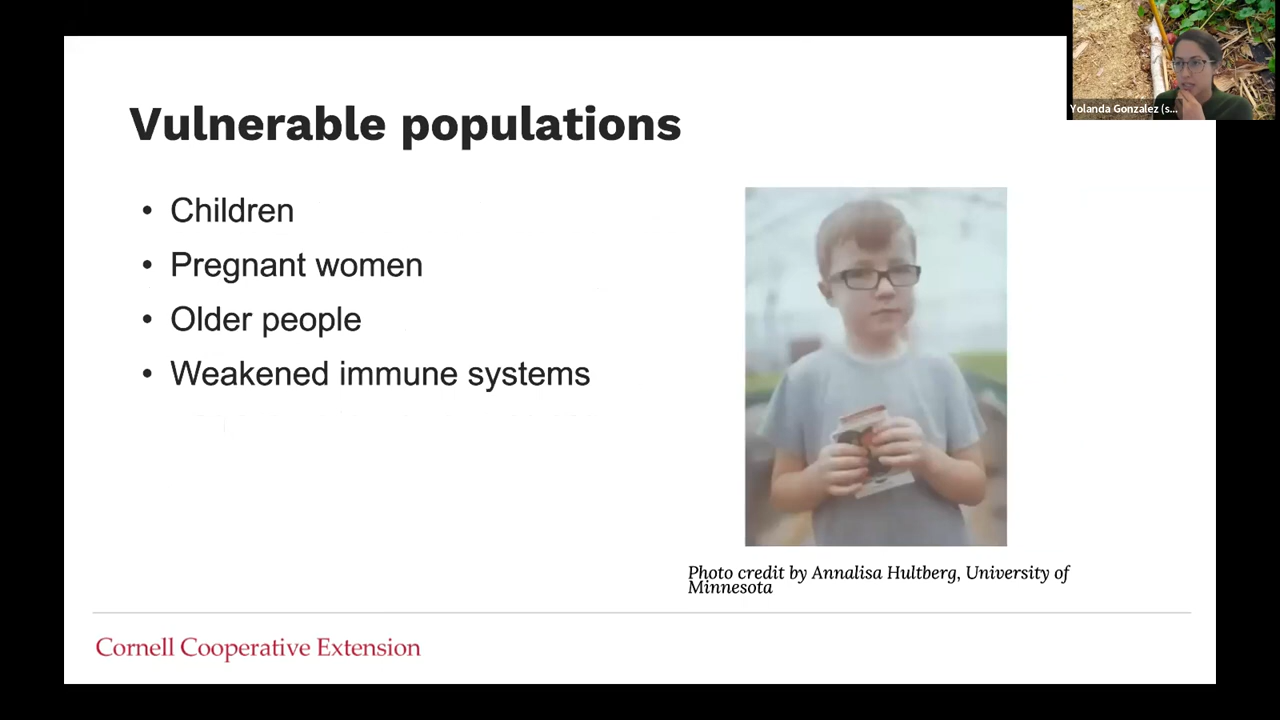 Yolanda Gonzalez (s...
Vulnerable populations
• Children
• Pregnant women
• Older people
• Weakened immune systems
Photo credit by Annalisa Hultberg, University of
Minnesota
Cornell Cooperative Extension